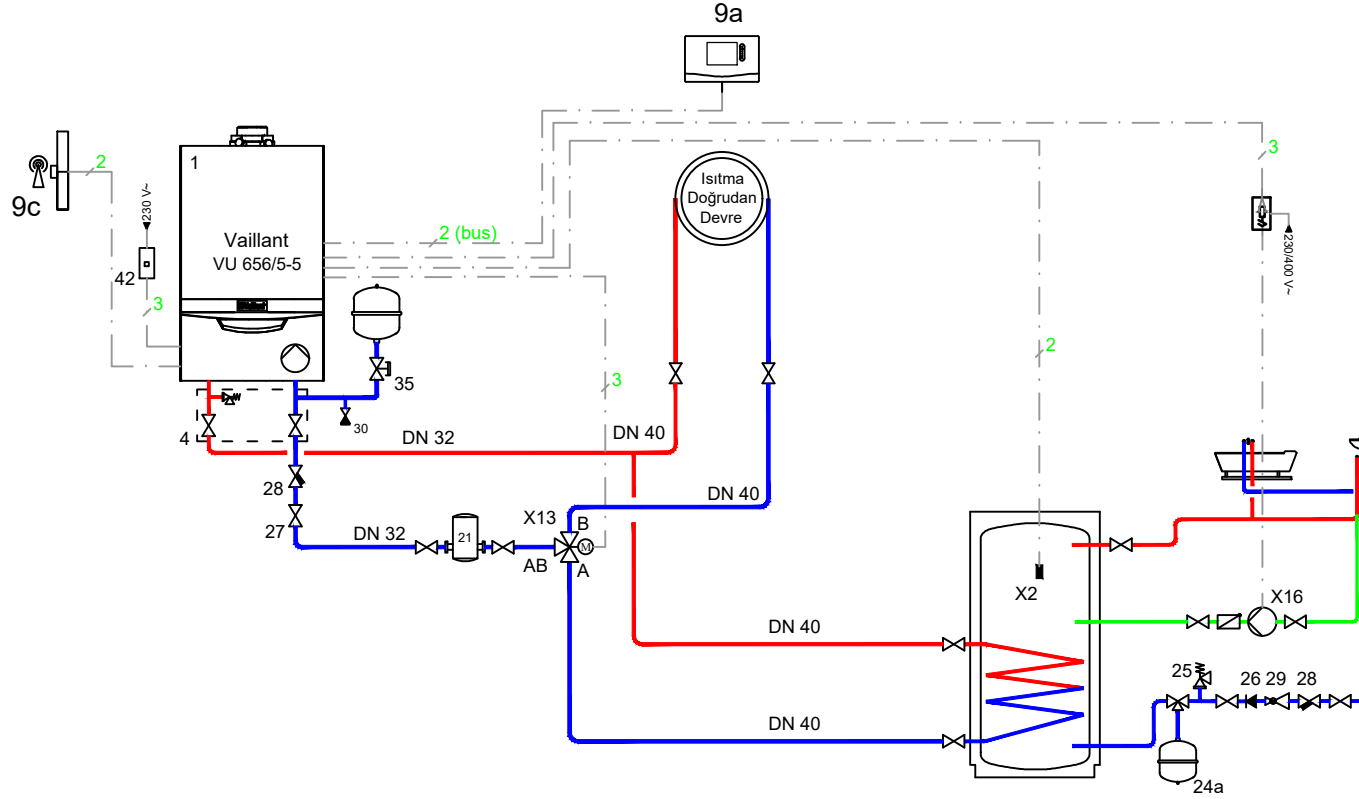 9a
9c
2
230 V~
42
3
1
Vaillant
VU 656/5-5
2 (bus)
Isıtma
Doğrudan
Devre
3
230/400 V~
2
35
3
30
4
DN 32
DN 40
28
DN 40
27
DN 32
21
X13
B
M
AB
A
X2
X16
DN 40
25
26
29
28
DN 40
24a